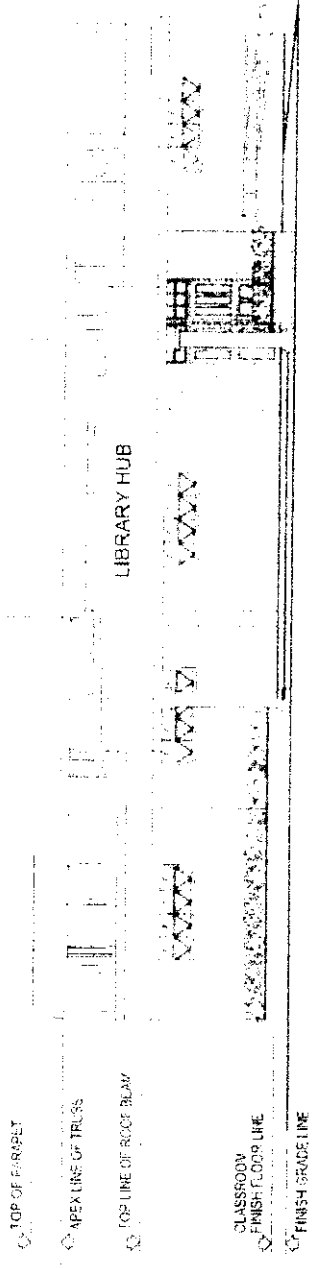 TOP OF PARAPET
APEX LINE OF TRUSS
TOP LINE OF ROOF BEAM
LIBRARY HUB
CLASSROOM
FINISH FLOOR LINE
FINISH GRADE LINE